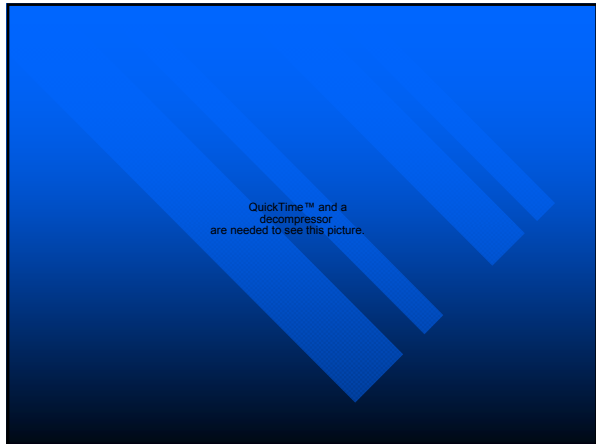 QuickTime™ and a
decompressor
are needed to see this picture.